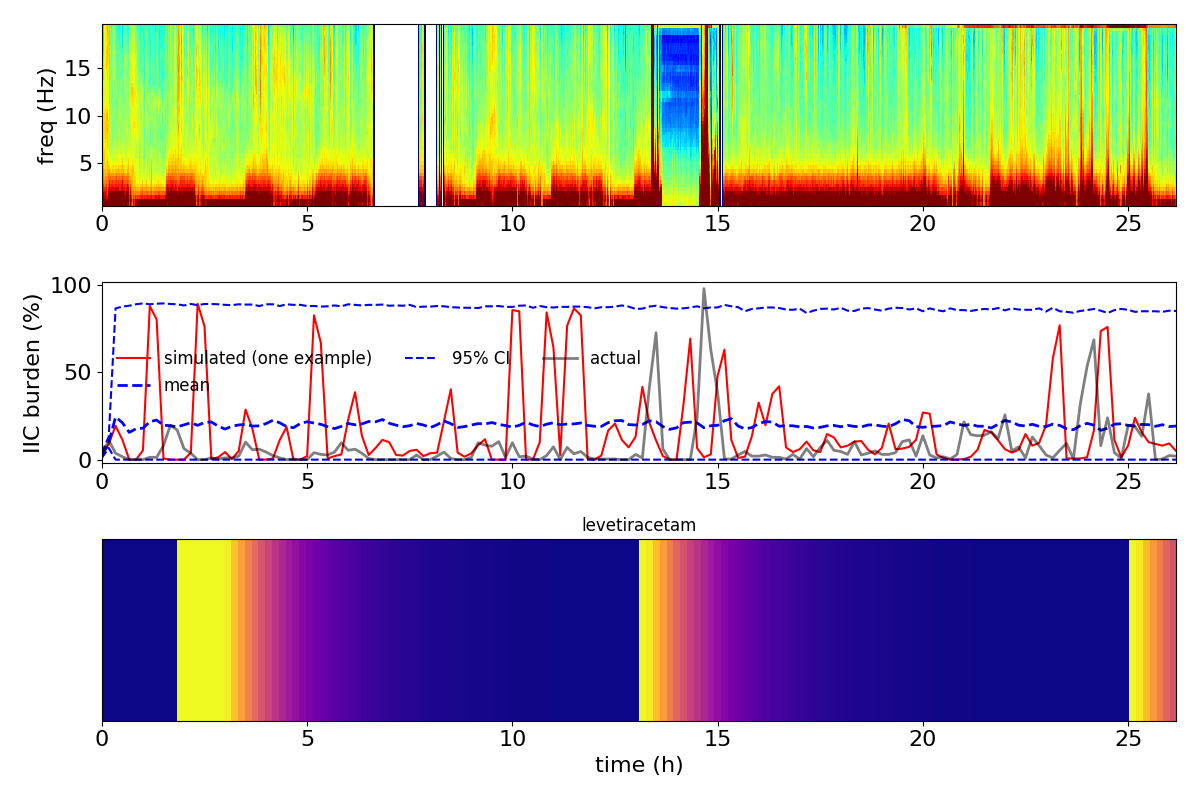 freq (Hz)
15
10
5
0 5 10 15 20 25
IIC burden (%)
100
50
0
simulated (one example) 95% CI actual
mean
0 5 10 15 20 25
levetiracetam
0 5 10 15 20 25
time (h)